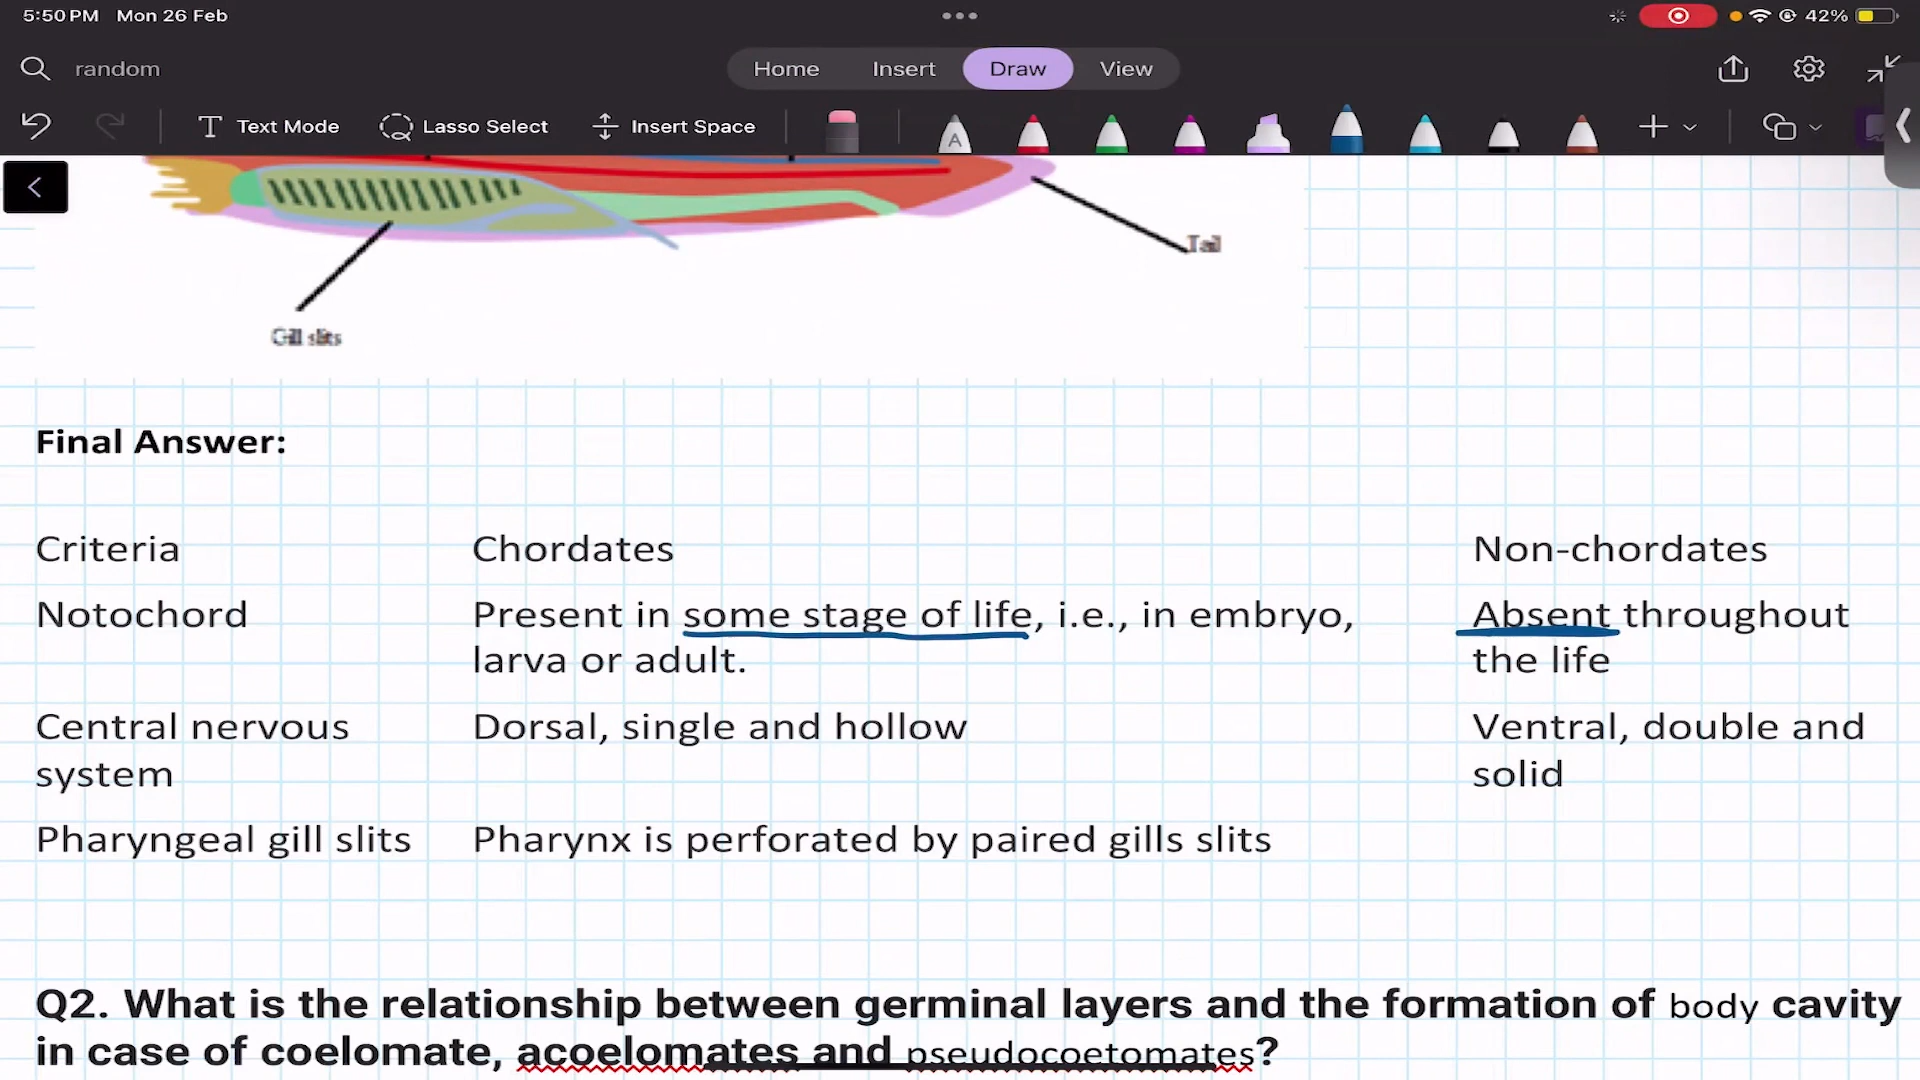 5:50 PM Mon 26 Feb
42%
random
Home Insert Draw View
Text Mode Lasso Select Insert Space
A
Tail
Gill slits
Final Answer:
Criteria Chordates Non-chordates
Notochord Present in some stage of life, i.e., in embryo, Absent throughout
larva or adult. the life
Central nervous Dorsal, single and hollow Ventral, double and
system solid
Pharyngeal gill slits Pharynx is perforated by paired gills slits
Q2. What is the relationship between germinal layers and the formation of body cavity
in case of coelomate, acoelomates and pseudocoetomates?